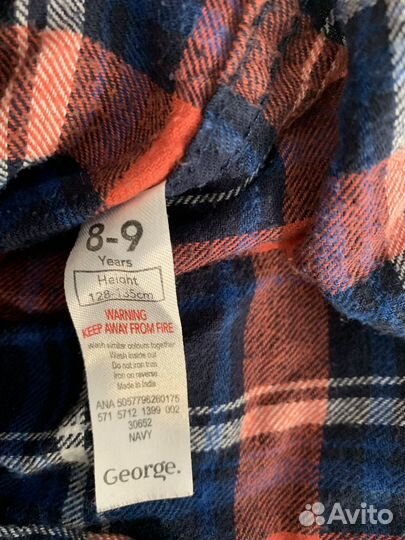 8-9
Years
Height
128-135cm
WARNING
KEEP AWAY FROM FIRE
Wash similar colours together
Wash inside out
Do not iron trim
Iron on reverse
Made in India
ANA 5057796260175
571 5712 1399 002
30652
NAVY
George.
Avito